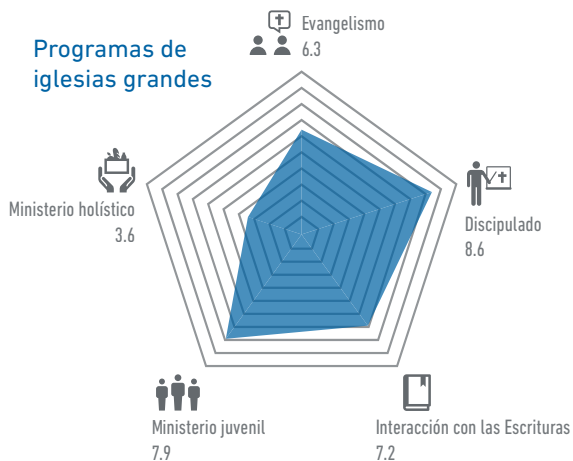 Programas de
iglesias grandes
Evangelismo
6.3
Discipulado
8.6
Interacción con las Escrituras
7.2
Ministerio juvenil
7.9
Ministerio holístico
3.6